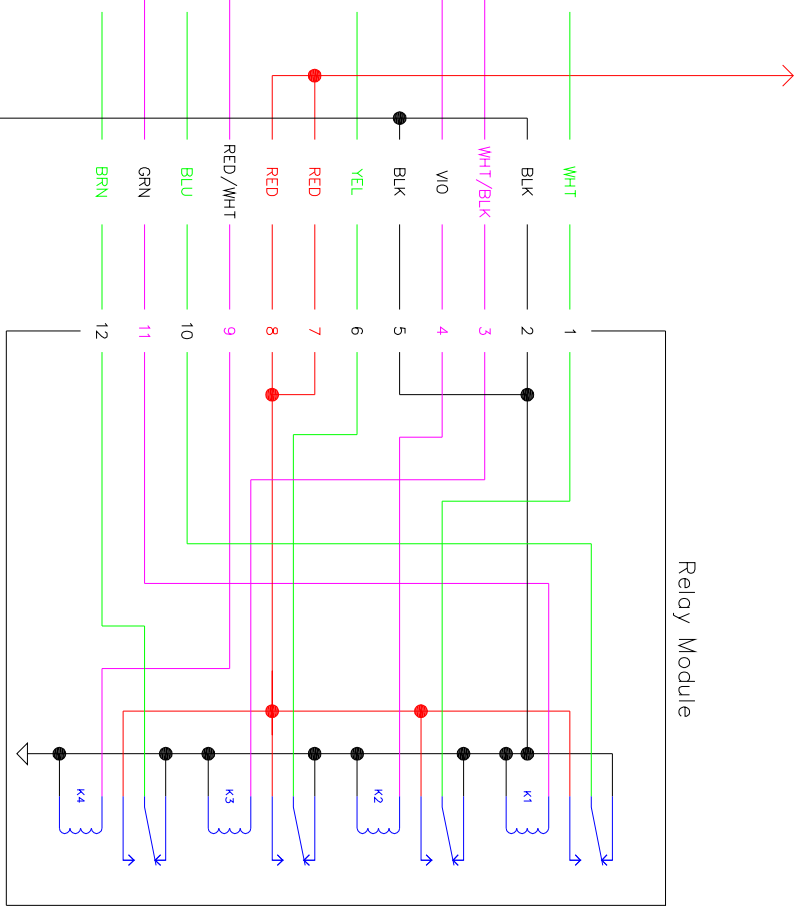 WHT
BLK
WHT/BLK
VIO
BLK
YEL
RED
RED
RED/WHT
BLU
GRN
BRN
1
2
3
4
5
6
7
8
9
10
11
12
Relay Module
K1
K2
K3
K4